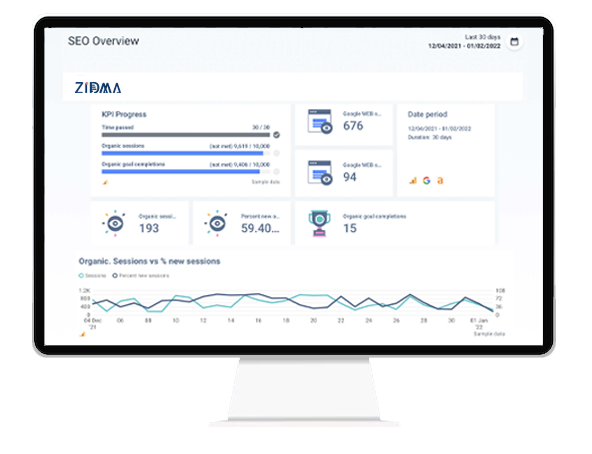 SEO Overview
Last 30 days
12/04/2021 - 01/02/2022
ZIDMA
KPI Progress
Time passed 30 / 30
Organic sessions (not met) 9,619 / 10,000
Organic goal completions (not met) 9,406 / 10,000
Sample data
Google WEB o...
676
Google WEB o...
94
Date period
12/04/2021 - 01/02/2022
Duration 30 days
Organic sessi...
193
Percent new s...
59.40...
Organic goal completions
15
Organic. Sessions vs % new sessions
Sessions Percent new sessions
1.2K 108
809 72
409 36
0 0
04 Dec '21 06 08 10 12 14 16 18 20 22 24 26 28 30 01 Jan '22
Sample data